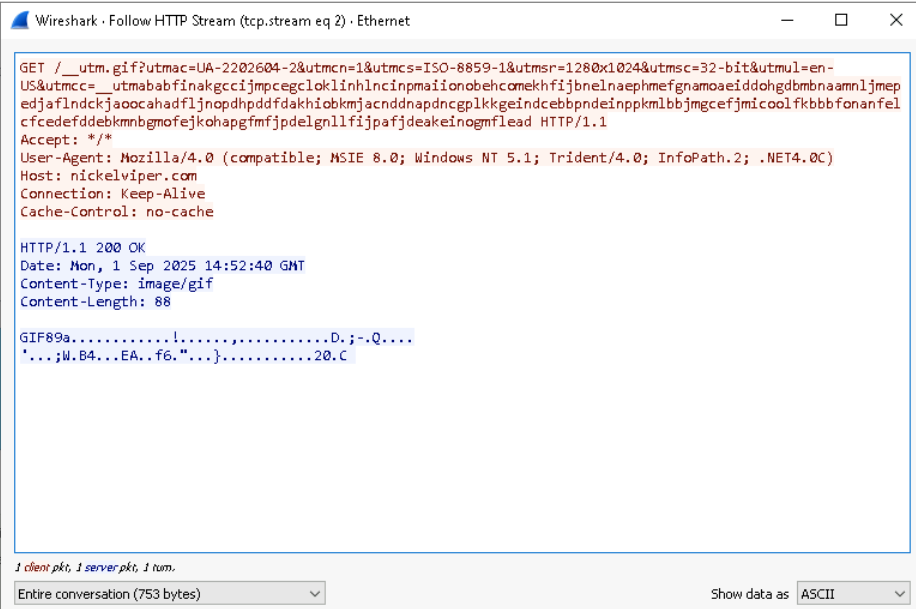 Wireshark · Follow HTTP Stream (tcp.stream eq 2) · Ethernet
GET /__utm.gif?utmac=UA-2202604-2&utmcn=1&utmcs=ISO-8859-1&utmsr=1280x1024&utmsc=32-bit&utmul=en-
US&utmcc=__utmababfinakgccijmpcegcloklinhlncinpmaiionobehcomekhfijbnelnaephmefgnamoaeiddohgdbmbnaamnljmep
edjaflndckjaoocahadfljnopdhpddfdakhiobkmjacnddnapdncgplkkgeindcebbpndeinppkmlbbjmgcefjmicoolfkbbbfonanfel
cfcedefddebkmnbgmofejkohapgfmfjpdelgnllfijpafjdeakeinogmflead HTTP/1.1
Accept: */*
User-Agent: Mozilla/4.0 (compatible; MSIE 8.0; Windows NT 5.1; Trident/4.0; InfoPath.2; .NET4.0C)
Host: nickelviper.com
Connection: Keep-Alive
Cache-Control: no-cache
HTTP/1.1 200 OK
Date: Mon, 1 Sep 2025 14:52:40 GMT
Content-Type: image/gif
Content-Length: 88
GIF89a............!......,...........D.;-.Q....
'...;W.B4...EA..f6."...}...........20.C
1 client pkt, 1 server pkt, 1 turn.
Entire conversation (753 bytes)
Show data as ASCII